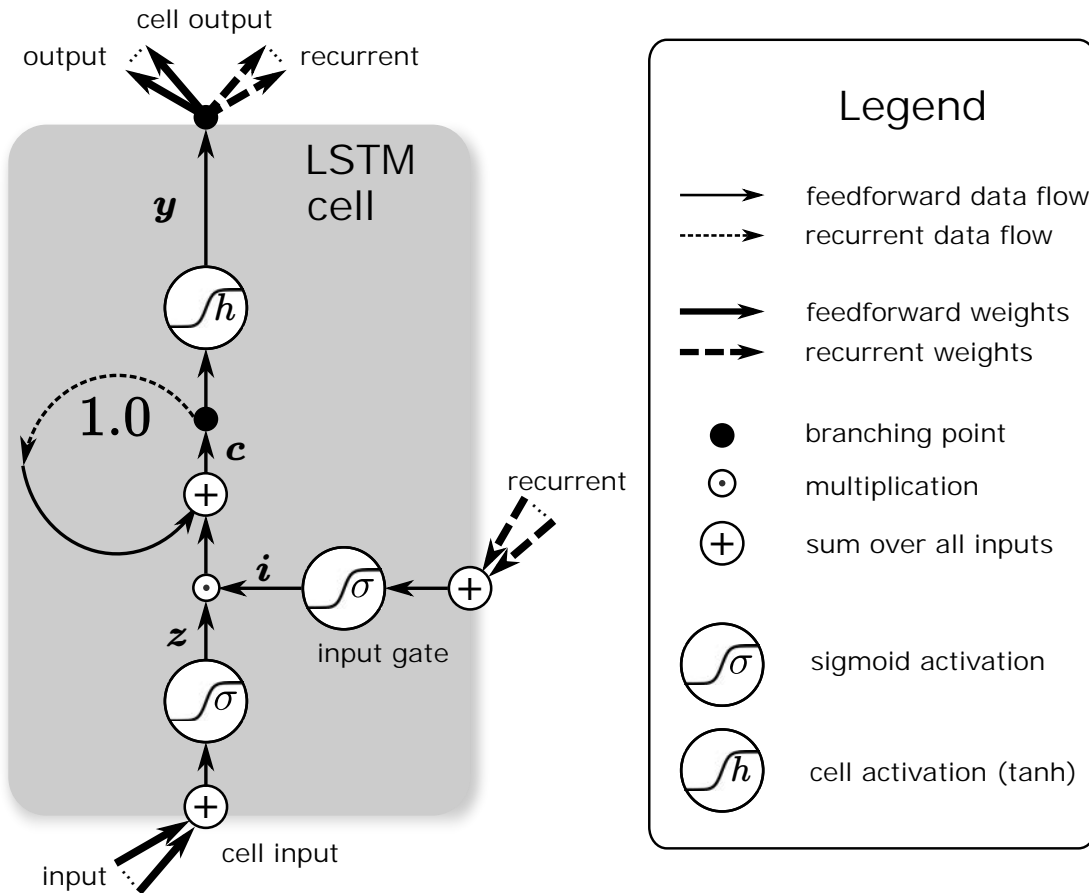 cell output
output
recurrent
LSTM
cell
y
h
1.0
c
recurrent
i
σ
z
input gate
σ
cell input
input
Legend
feedforward data flow
recurrent data flow
feedforward weights
recurrent weights
branching point
multiplication
sum over all inputs
σ
sigmoid activation
h
cell activation (tanh)